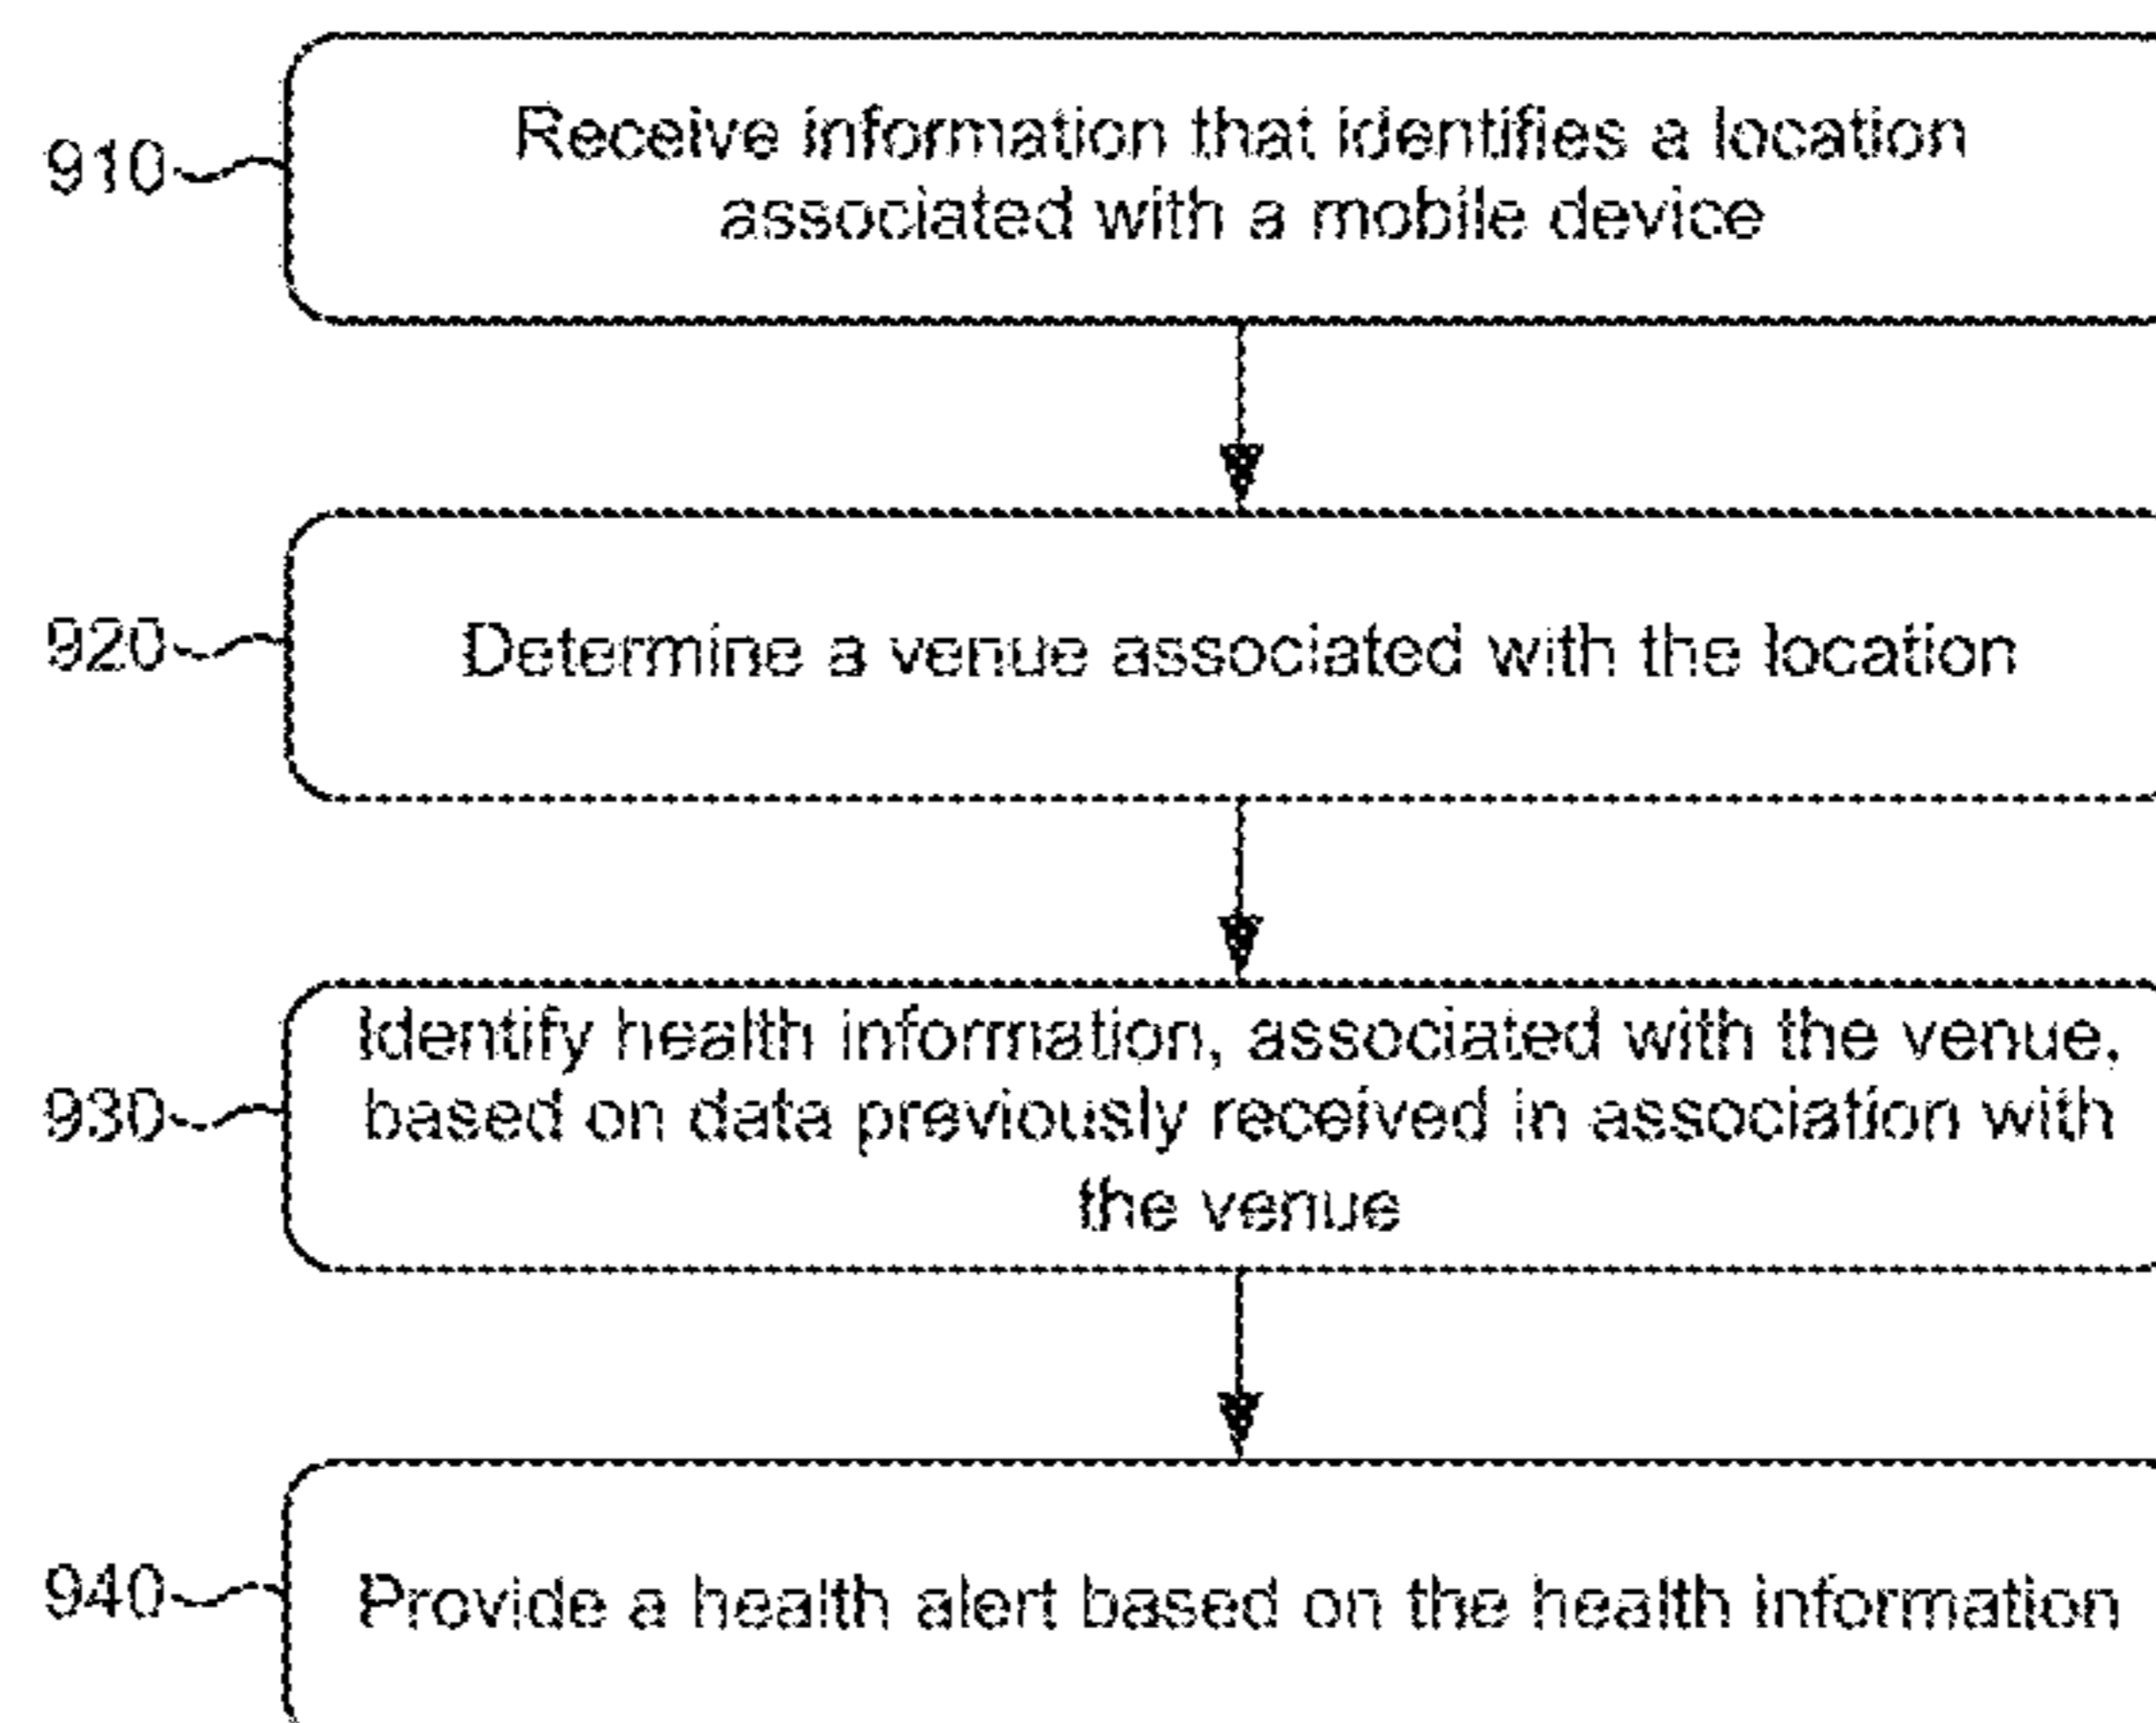 910
Receive information that identifies a location
associated with a mobile device
920
Determine a venue associated with the location
930
Identify health information, associated with the venue,
based on data previously received in association with
the venue
940
Provide a health alert based on the health information